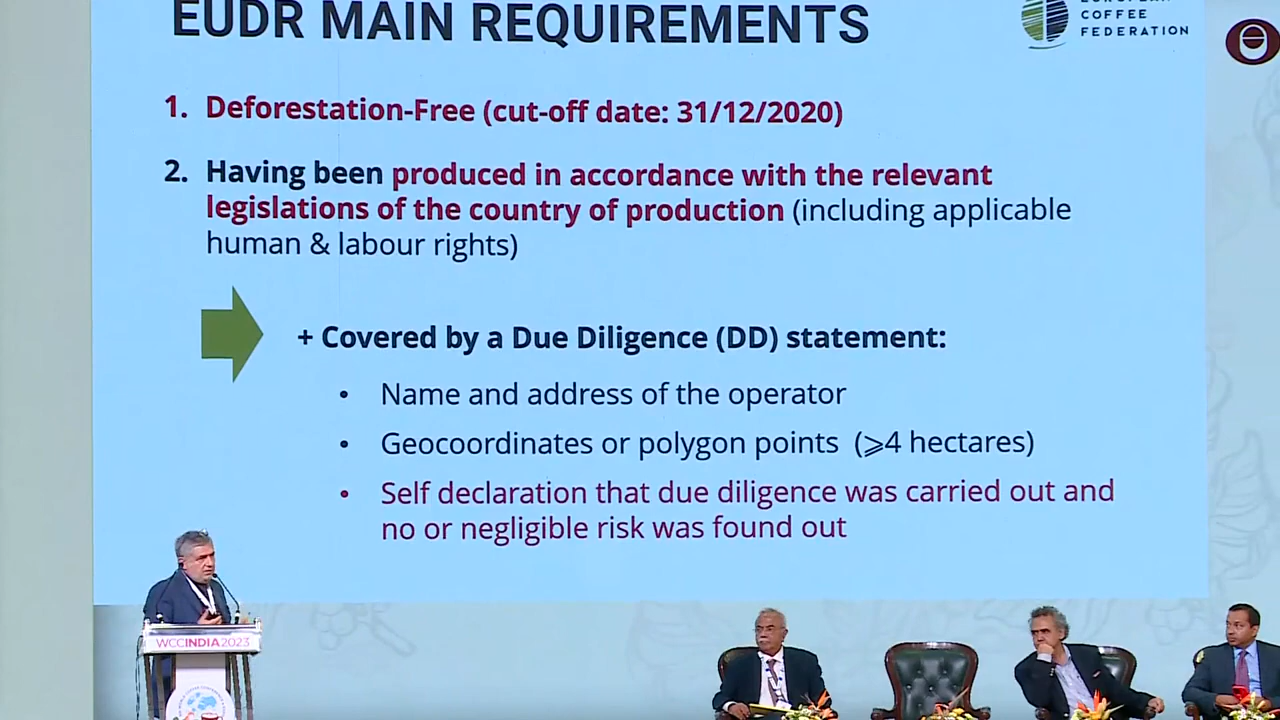 EUDR MAIN REQUIREMENTS
COFFEE
FEDERATION
1. Deforestation-Free (cut-off date: 31/12/2020)
2. Having been produced in accordance with the relevant
legislations of the country of production (including applicable
human & labour rights)
+ Covered by a Due Diligence (DD) statement:
• Name and address of the operator
• Geocoordinates or polygon points (⩾4 hectares)
• Self declaration that due diligence was carried out and
no or negligible risk was found out
WCCINDIA2023